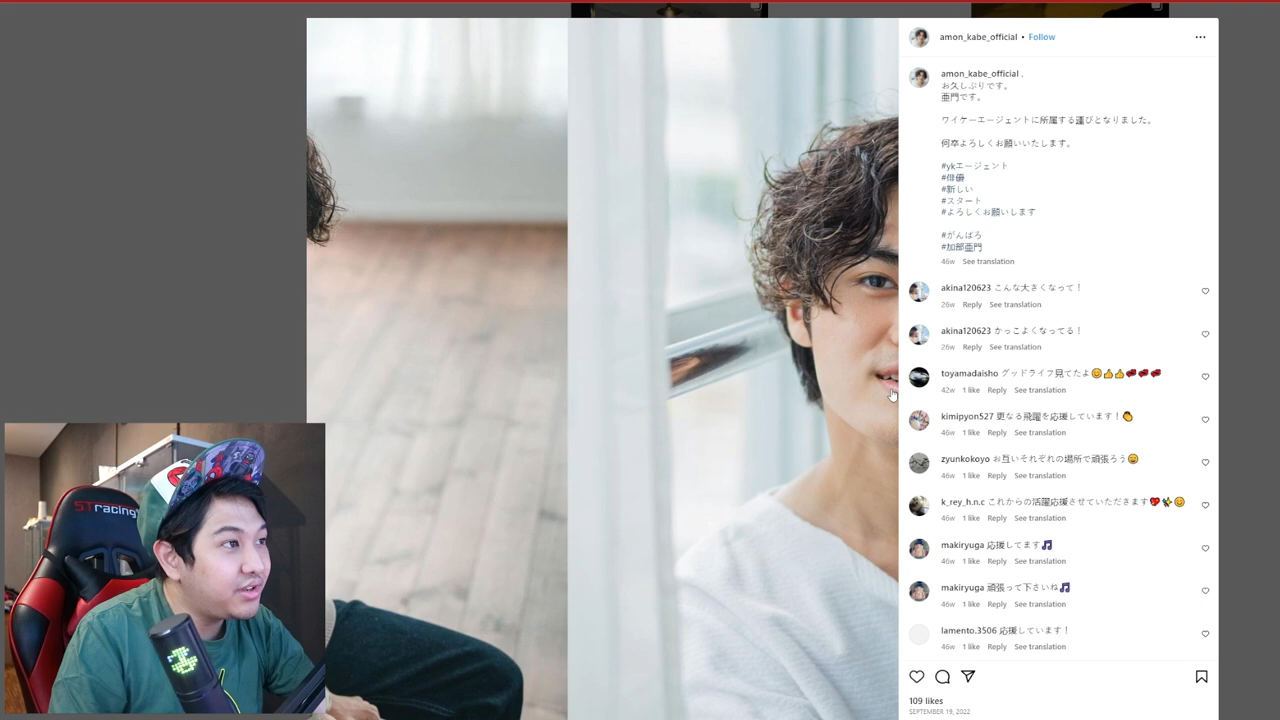 amon_kabe_official • Follow
amon_kabe_official .
お久しぶりです。
亜門です。
ワイケーエージェントに所属する運びとなりました。
何卒よろしくお願いいたします。
#ykエージェント
#俳優
#新しい
#スタート
#よろしくお願いします
#がんばろ
#加部亜門
46w See translation
akina120623 こんな大きくなって！
26w Reply See translation
akina120623 かっこよくなってる！
26w Reply See translation
toyamadaisho グッドライフ見てたよ😊👍👍
42w 1 like Reply See translation
kimipyon527 更なる飛躍を応援しています！👏
46w 1 like Reply See translation
zyunkokoyo お互いそれぞれの場所で頑張ろう😄
46w 1 like Reply See translation
k_rey_h.n.c これからの活躍応援させていただきます
46w 1 like Reply See translation
makiryuga 応援してます🎵
46w 1 like Reply See translation
makiryuga 頑張って下さいね🎵
46w 1 like Reply See translation
lamento.3506 応援しています！
46w 1 like Reply See translation
109 likes
SEPTEMBER 19, 2022
STracing